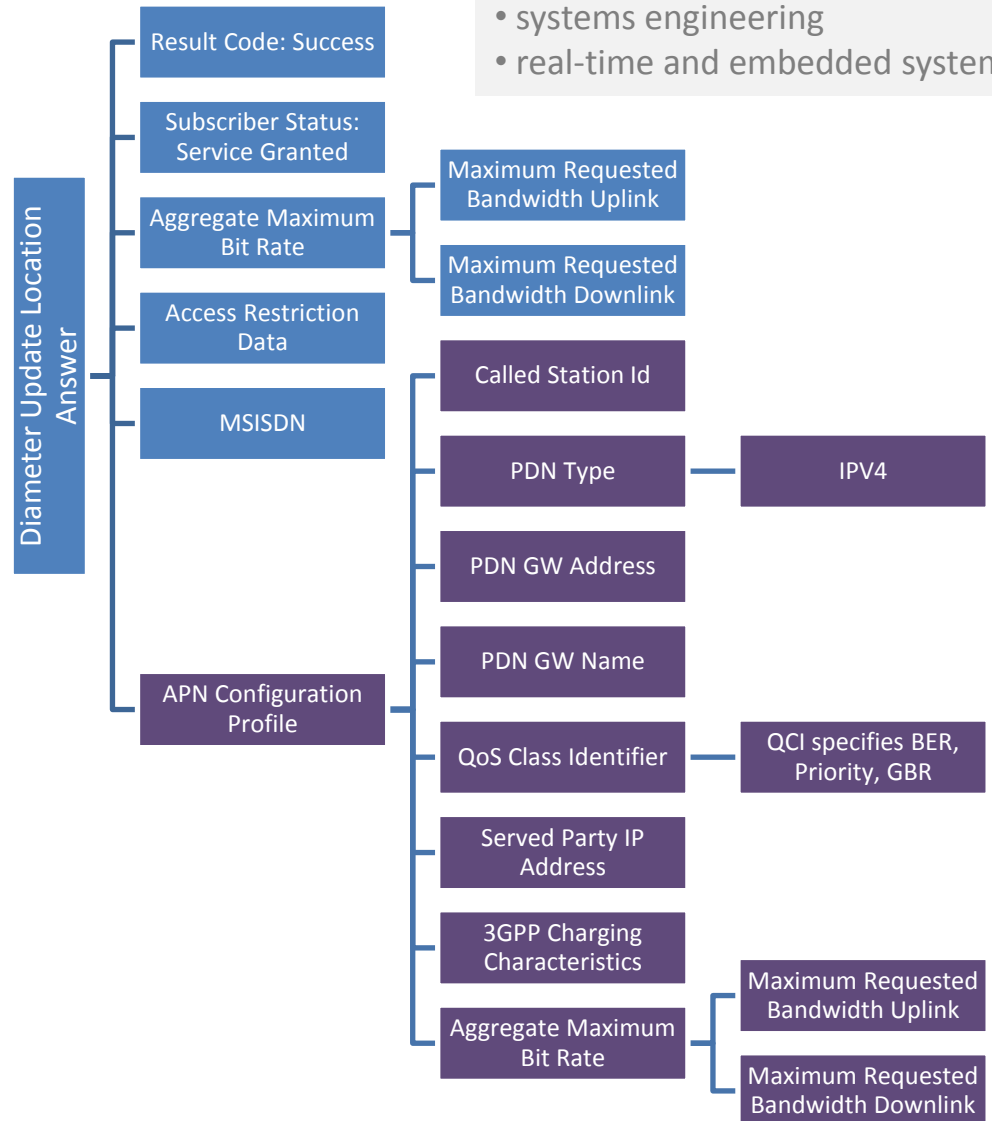 • systems engineering
• real-time and embedded system
Diameter Update Location
Answer
Result Code: Success
Subscriber Status:
Service Granted
Aggregate Maximum
Bit Rate
Maximum Requested
Bandwidth Uplink
Maximum Requested
Bandwidth Downlink
Access Restriction
Data
MSISDN
APN Configuration
Profile
Called Station Id
PDN Type
IPV4
PDN GW Address
PDN GW Name
QoS Class Identifier
QCI specifies BER,
Priority, GBR
Served Party IP
Address
3GPP Charging
Characteristics
Aggregate Maximum
Bit Rate
Maximum Requested
Bandwidth Uplink
Maximum Requested
Bandwidth Downlink